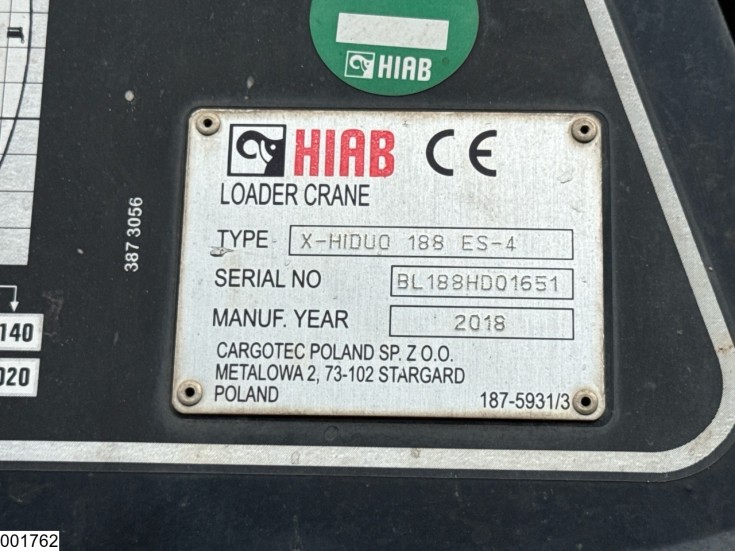 HIAB
HIAB CE
LOADER CRANE
TYPE X-HIDUO 188 ES-4
SERIAL NO BL188HD01651
MANUF. YEAR 2018
CARGOTEC POLAND SP. Z O.O.
METALOWA 2, 73-102 STARGARD
POLAND 187-5931/3
387 3056
140
020
001762